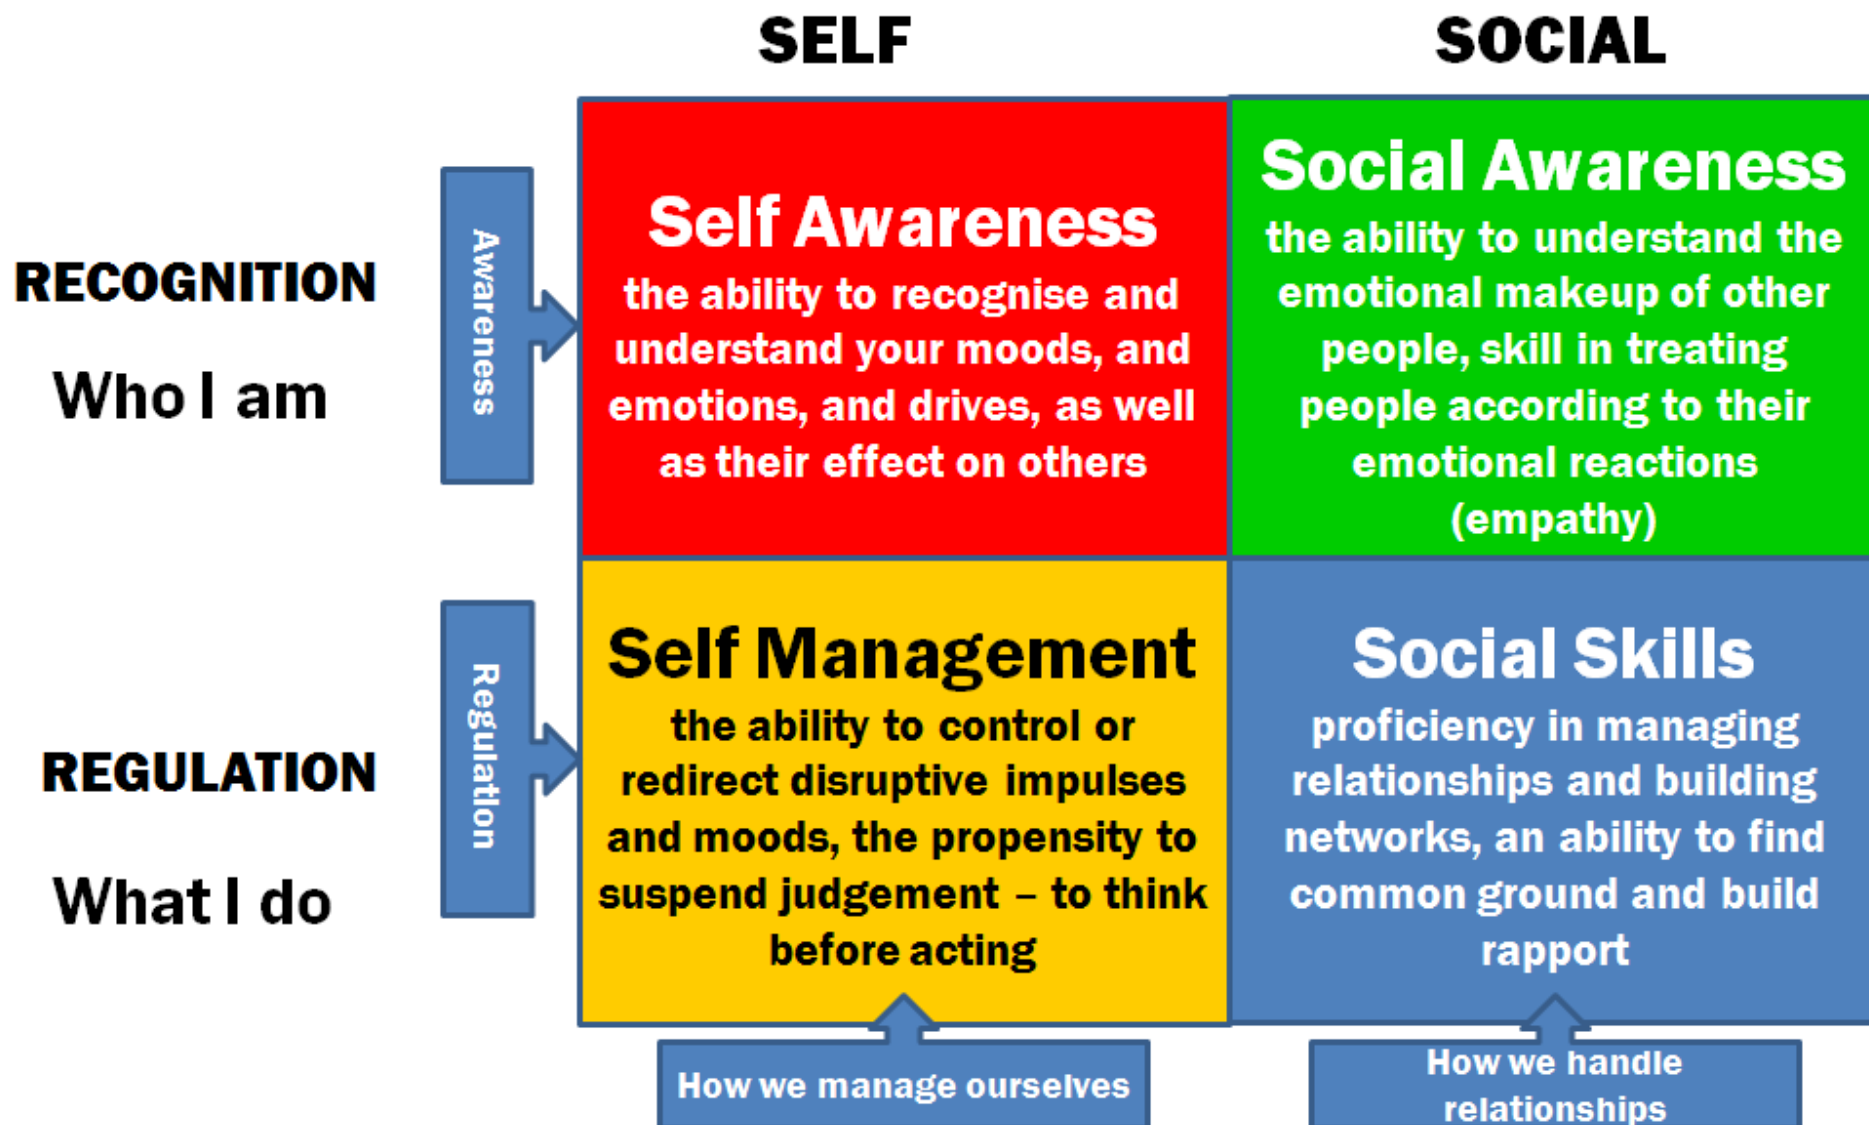 SELF
SOCIAL
RECOGNITION
Who I am
Awareness
Self Awareness
the ability to recognise and
understand your moods, and
emotions, and drives, as well
as their effect on others
Social Awareness
the ability to understand the
emotional makeup of other
people, skill in treating
people according to their
emotional reactions
(empathy)
REGULATION
What I do
Regulation
Self Management
the ability to control or
redirect disruptive impulses
and moods, the propensity to
suspend judgement – to think
before acting
Social Skills
proficiency in managing
relationships and building
networks, an ability to find
common ground and build
rapport
How we manage ourselves
How we handle
relationships